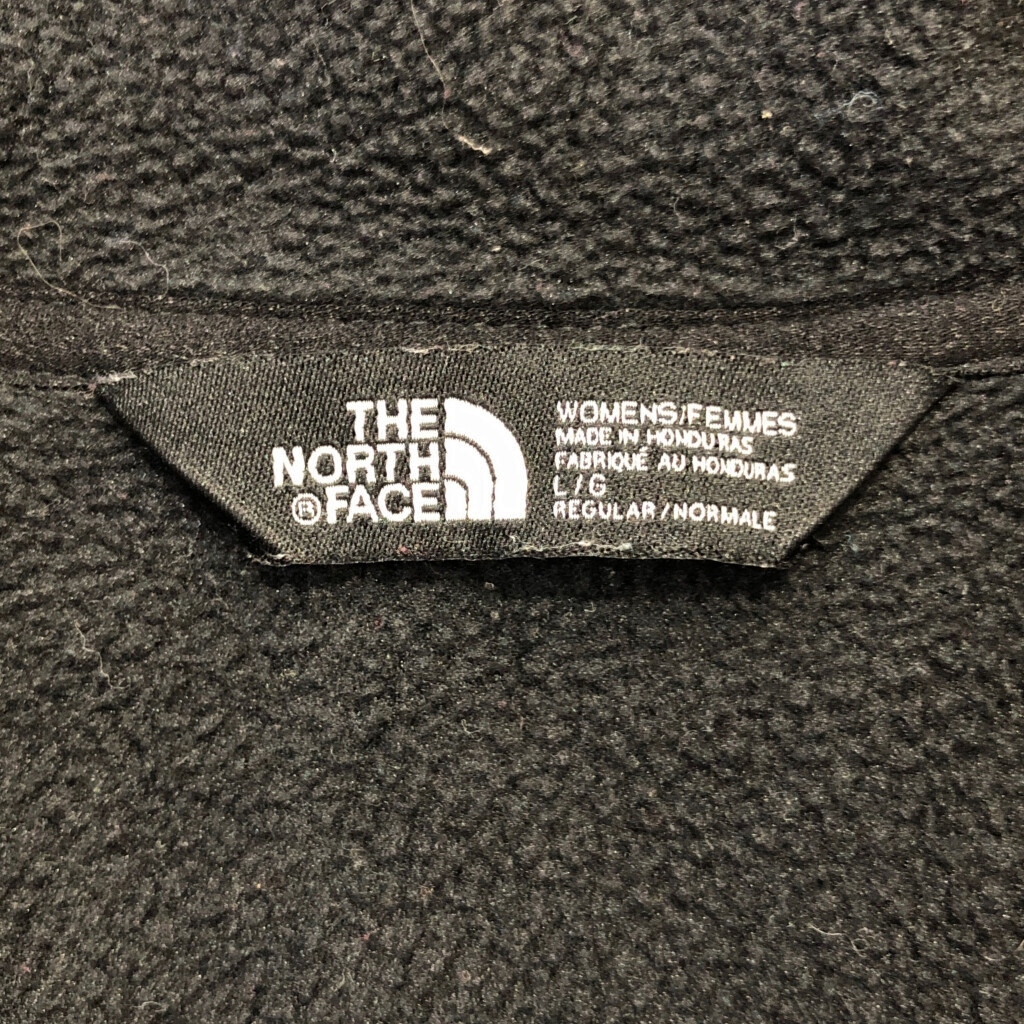 THE
NORTH
®FACE
WOMENS/FEMMES
MADE IN HONDURAS
FABRIQUÉ AU HONDURAS
L/G
REGULAR/NORMALE